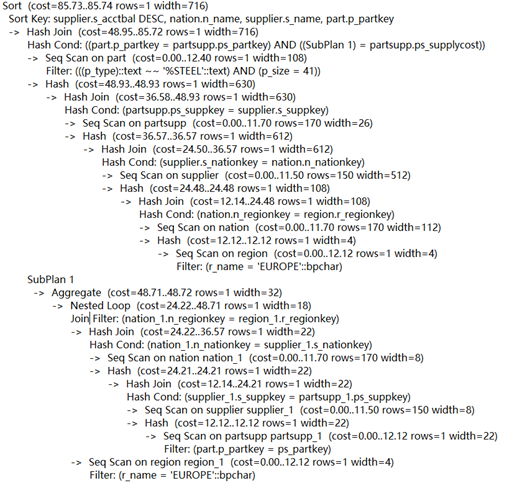 Sort (cost=85.73..85.74 rows=1 width=716)
Sort Key: supplier.s_acctbal DESC, nation.n_name, supplier.s_name, part.p_partkey
-> Hash Join (cost=48.95..85.72 rows=1 width=716)
Hash Cond: ((part.p_partkey = partsupp.ps_partkey) AND ((SubPlan 1) = partsupp.ps_supplycost))
-> Seq Scan on part (cost=0.00..12.40 rows=1 width=108)
Filter: (((p_type)::text ~~ '%STEEL'::text) AND (p_size = 41))
-> Hash (cost=48.93..48.93 rows=1 width=630)
-> Hash Join (cost=36.58..48.93 rows=1 width=630)
Hash Cond: (partsupp.ps_suppkey = supplier.s_suppkey)
-> Seq Scan on partsupp (cost=0.00..11.70 rows=170 width=26)
-> Hash (cost=36.57..36.57 rows=1 width=612)
-> Hash Join (cost=24.50..36.57 rows=1 width=612)
Hash Cond: (supplier.s_nationkey = nation.n_nationkey)
-> Seq Scan on supplier (cost=0.00..11.50 rows=150 width=512)
-> Hash (cost=24.48..24.48 rows=1 width=108)
-> Hash Join (cost=12.14..24.48 rows=1 width=108)
Hash Cond: (nation.n_regionkey = region.r_regionkey)
-> Seq Scan on nation (cost=0.00..11.70 rows=170 width=112)
-> Hash (cost=12.12..12.12 rows=1 width=4)
-> Seq Scan on region (cost=0.00..12.12 rows=1 width=4)
Filter: (r_name = 'EUROPE'::bpchar)
SubPlan 1
-> Aggregate (cost=48.71..48.72 rows=1 width=32)
-> Nested Loop (cost=24.22..48.71 rows=1 width=18)
Join Filter: (nation_1.n_regionkey = region_1.r_regionkey)
-> Hash Join (cost=24.22..36.57 rows=1 width=22)
Hash Cond: (nation_1.n_nationkey = supplier_1.s_nationkey)
-> Seq Scan on nation nation_1 (cost=0.00..11.70 rows=170 width=8)
-> Hash (cost=24.21..24.21 rows=1 width=22)
-> Hash Join (cost=12.14..24.21 rows=1 width=22)
Hash Cond: (supplier_1.s_suppkey = partsupp_1.ps_suppkey)
-> Seq Scan on supplier supplier_1 (cost=0.00..11.50 rows=150 width=8)
-> Hash (cost=12.12..12.12 rows=1 width=22)
-> Seq Scan on partsupp partsupp_1 (cost=0.00..12.12 rows=1 width=22)
Filter: (part.p_partkey = ps_partkey)
-> Seq Scan on region region_1 (cost=0.00..12.12 rows=1 width=4)
Filter: (r_name = 'EUROPE'::bpchar)